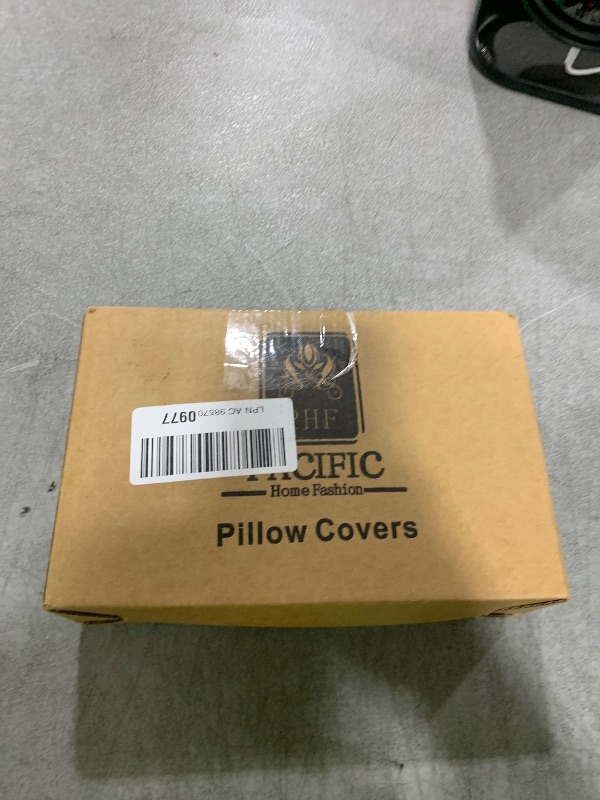 PHF
PACIFIC
Home Fashion
Pillow Covers
LPN AC 98570 0977